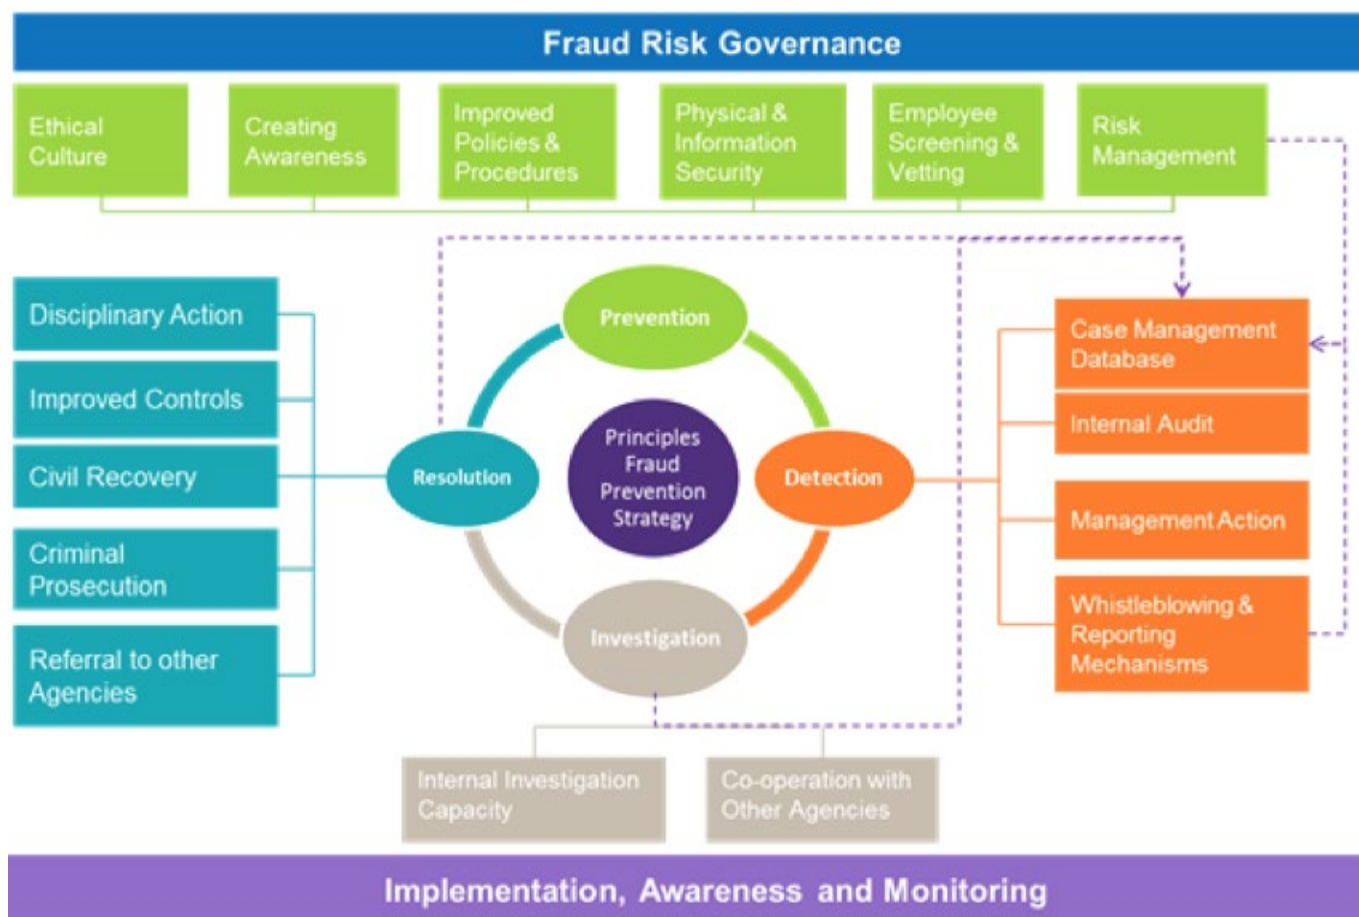 Fraud Risk Governance
Ethical
Culture
Creating
Awareness
Improved
Policies &
Procedures
Physical &
Information
Security
Employee
Screening &
Vetting
Risk
Management
Disciplinary Action
Improved Controls
Civil Recovery
Criminal
Prosecution
Referral to other
Agencies
Prevention
Resolution
Principles
Fraud
Prevention
Strategy
Detection
Investigation
Case Management
Database
Internal Audit
Management Action
Whistleblowing &
Reporting
Mechanisms
Internal Investigation
Capacity
Co-operation with
Other Agencies
Implementation, Awareness and Monitoring